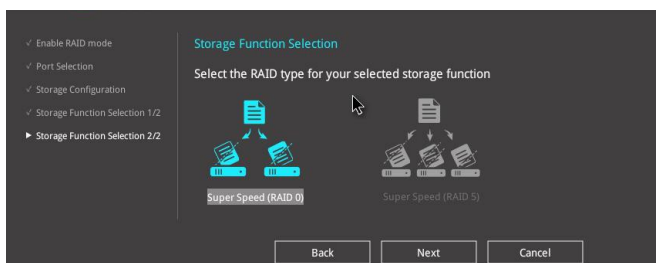 Enable RAID mode
Port Selection
Storage Configuration
Storage Function Selection 1/2
Storage Function Selection 2/2
Storage Function Selection
Select the RAID type for your selected storage function
Super Speed (RAID 0)
Super Speed (RAID 5)
Back
Next
Cancel